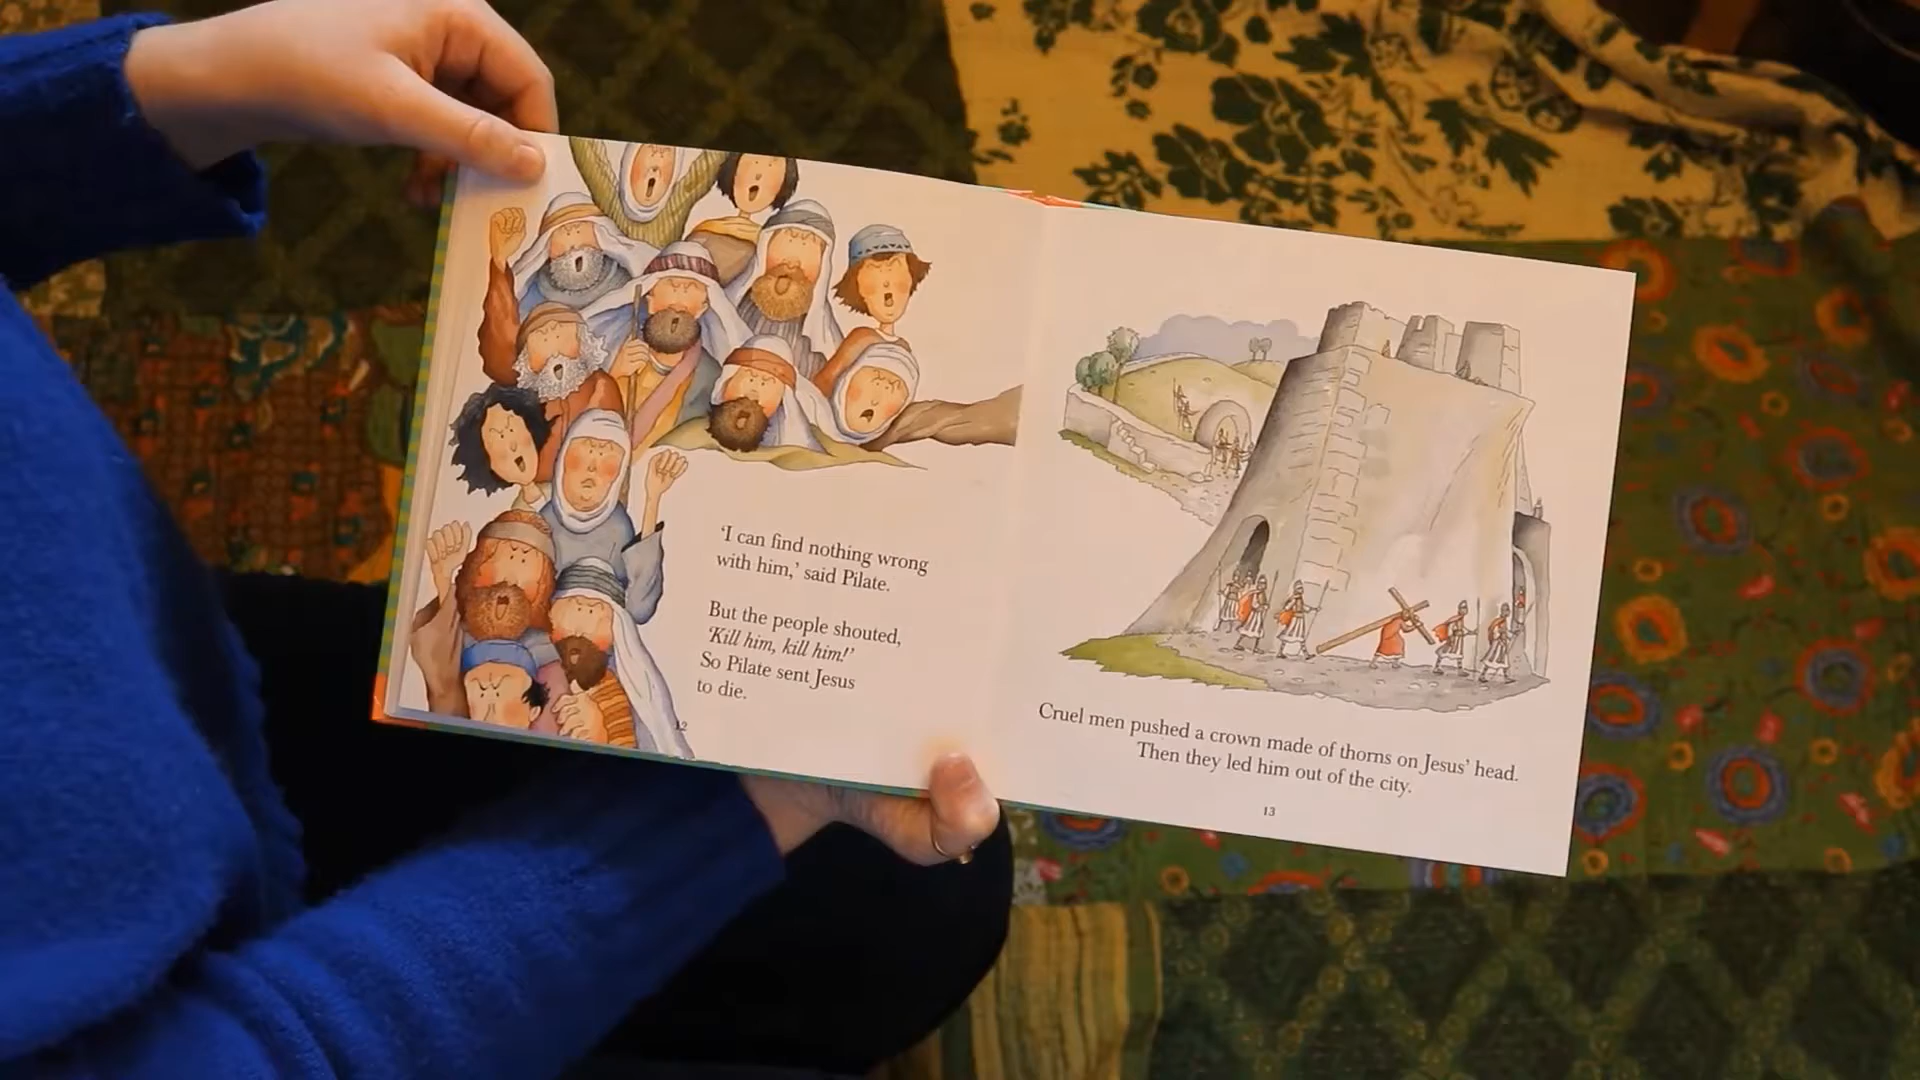 ‘I can find nothing wrong
with him,’ said Pilate.
But the people shouted,
‘Kill him, kill him!’
So Pilate sent Jesus
to die.
12
Cruel men pushed a crown made of thorns on Jesus’ head.
Then they led him out of the city.
13